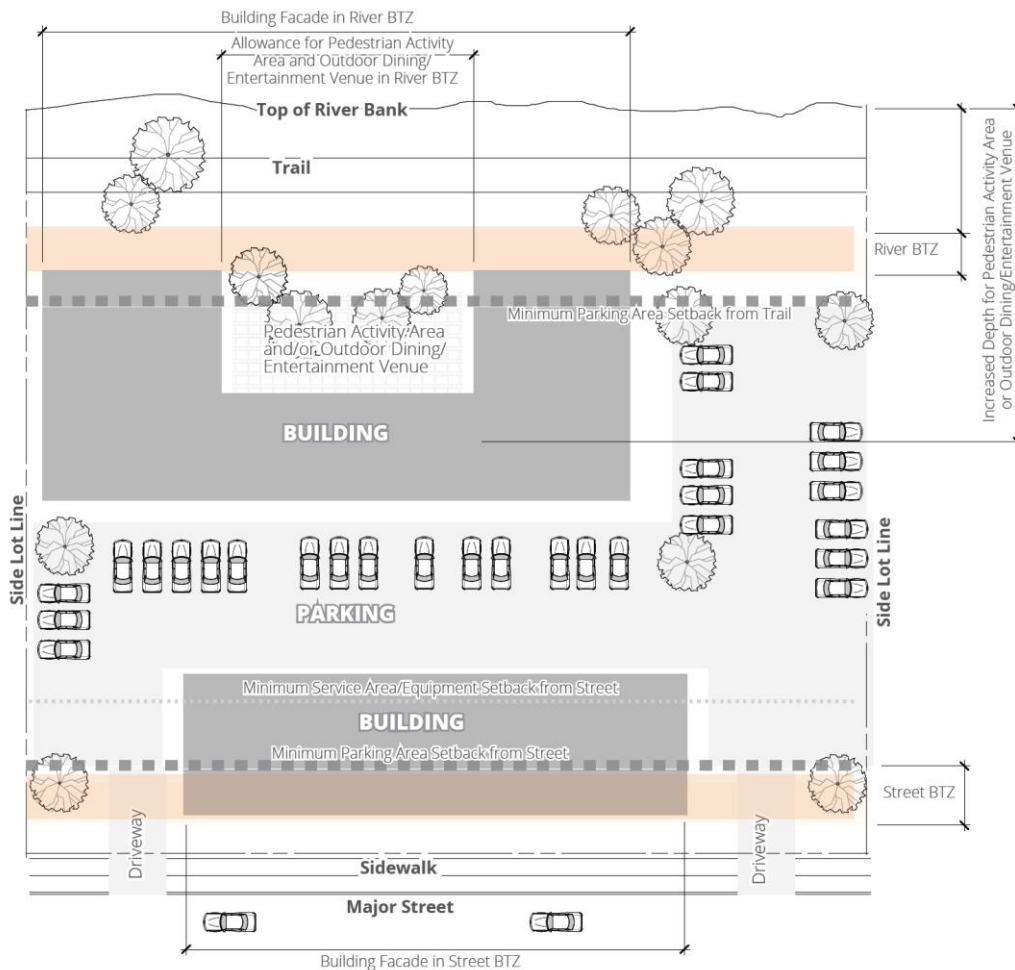 Building Facade in River BTZ
Allowance for Pedestrian Activity
Area and Outdoor Dining/
Entertainment Venue in River BTZ
Top of River Bank
Trail
Increased Depth for Pedestrian Activity Area
or Outdoor Dining/Entertainment Venue
River BTZ
Minimum Parking Area Setback from Trail
Pedestrian Activity Area
and/or Outdoor Dining/
Entertainment Venue
BUILDING
Side Lot Line
Side Lot Line
PARKING
Minimum Service Area/Equipment Setback from Street
BUILDING
Minimum Parking Area Setback from Street
Street BTZ
Driveway
Driveway
Sidewalk
Major Street
Building Facade in Street BTZ